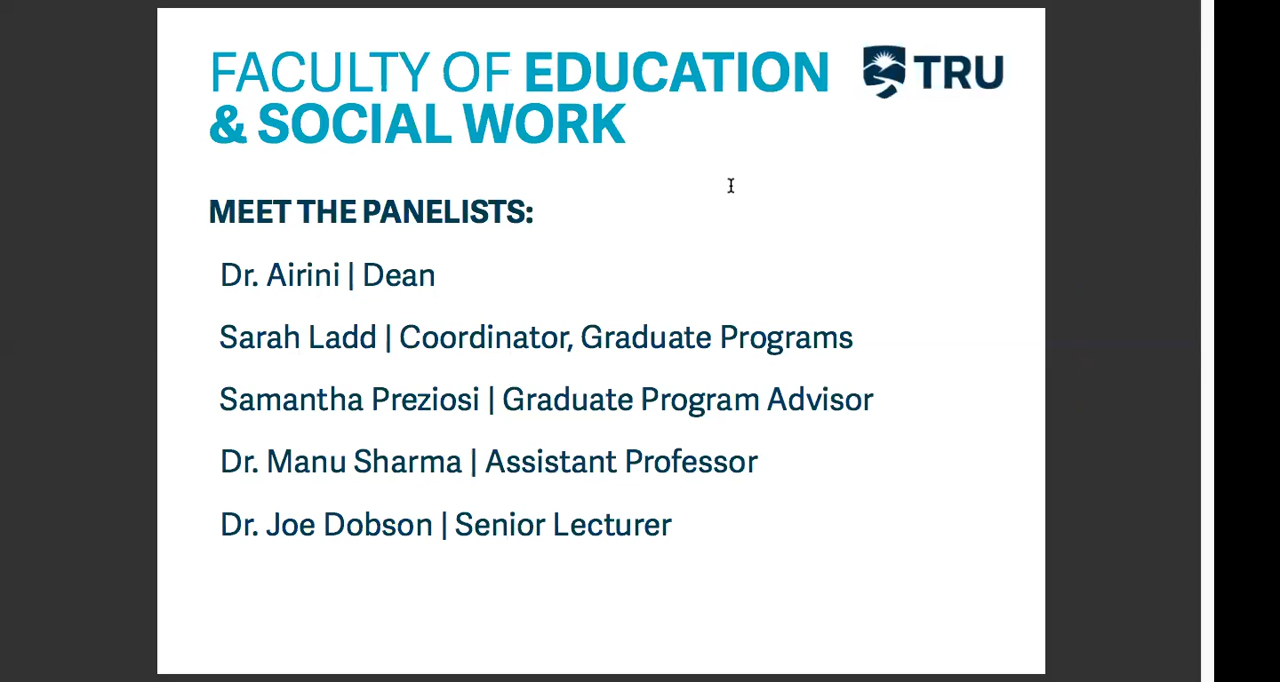 FACULTY OF EDUCATION
& SOCIAL WORK
TRU
MEET THE PANELISTS:
Dr. Airini | Dean
Sarah Ladd | Coordinator, Graduate Programs
Samantha Preziosi | Graduate Program Advisor
Dr. Manu Sharma | Assistant Professor
Dr. Joe Dobson | Senior Lecturer